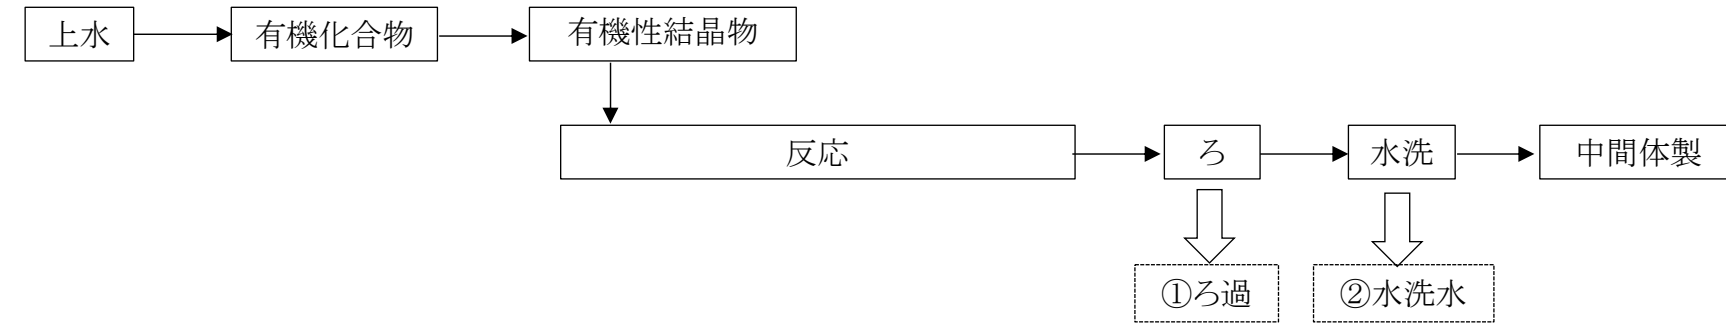 上水
有機化合物
有機性結晶物
反応
ろ
水洗
中間体製
①ろ過
②水洗水